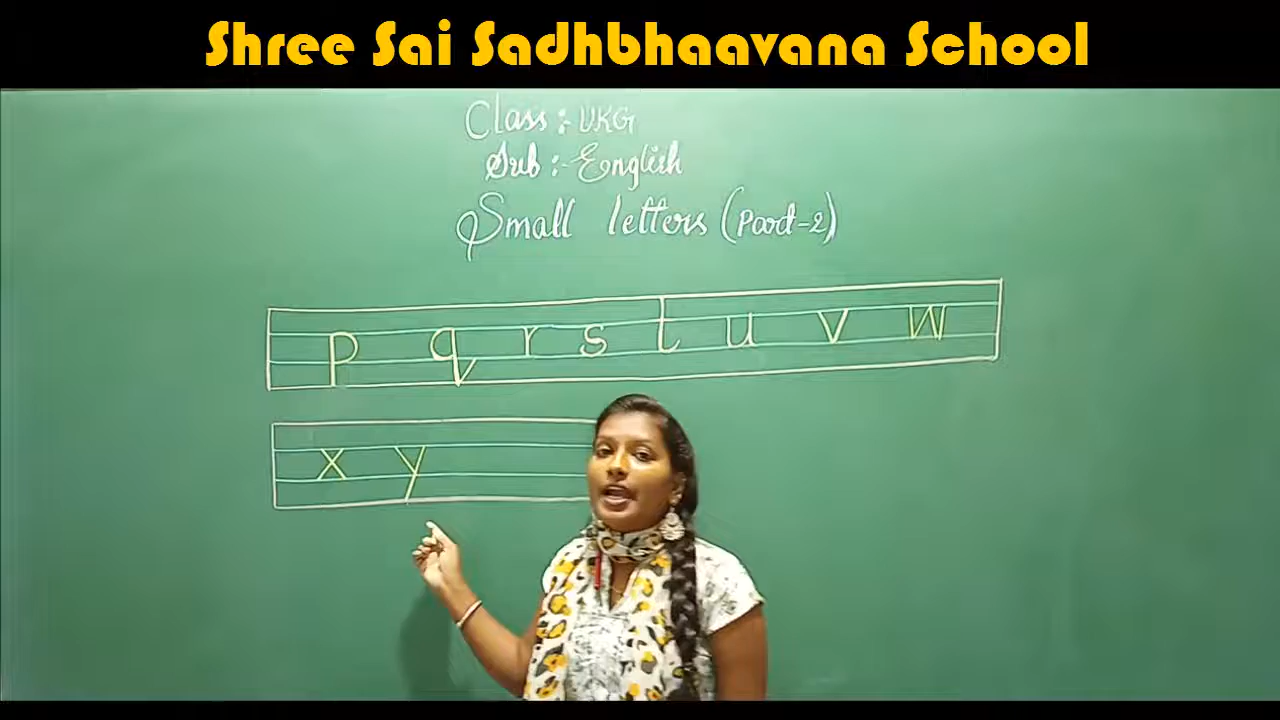 Shree Sai Sadhbhaavana School
Class :- UKG
Sub :- English
Small letters (Part-2)
p q r s t u v w
x y